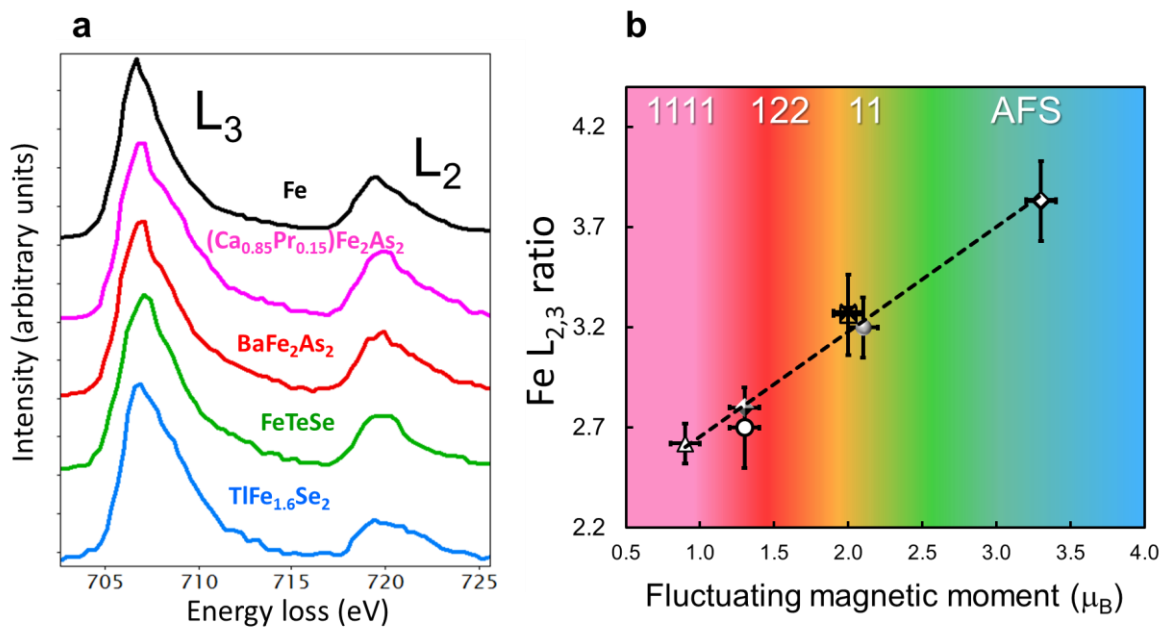 a
L₃
L₂
Fe
(Ca₀.₈₅Pr₀.₁₅)Fe₂As₂
BaFe₂As₂
FeTeSe
TlFe₁.₆Se₂
Intensity (arbitrary units)
705 710 715 720 725
Energy loss (eV)
b
1111 122 11 AFS
4.2
3.7
3.2
2.7
2.2
Fe L₂,₃ ratio
0.5 1.0 1.5 2.0 2.5 3.0 3.5 4.0
Fluctuating magnetic moment (μ_B)